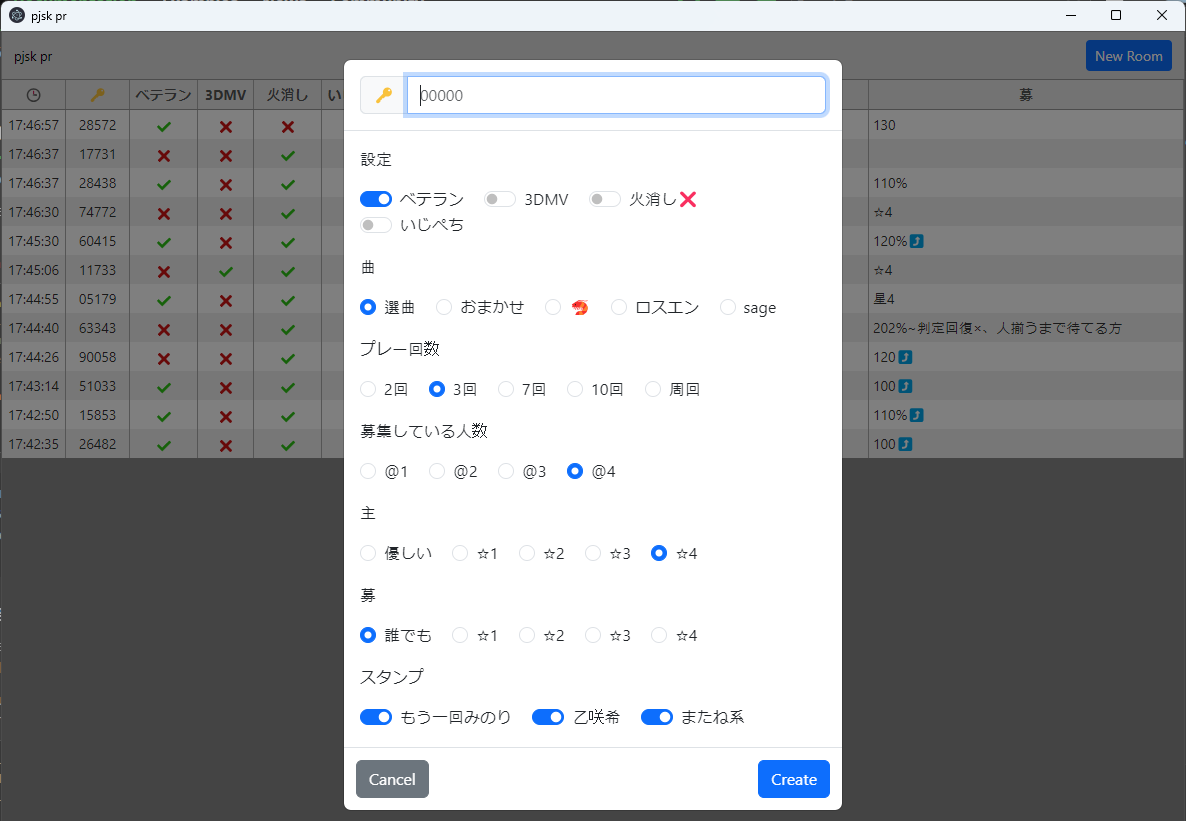 pjsk pr
pjsk pr
New Room
ベテラン 3DMV 火消し い 募
17:46:57 28572 130
17:46:37 17731
17:46:37 28438 110%
17:46:30 74772 ☆4
17:45:30 60415 120%⤴
17:45:06 11733 ☆4
17:44:55 05179 星4
17:44:40 63343 202%~判定回復×、人揃うまで待てる方
17:44:26 90058 120⤴
17:43:14 51033 100⤴
17:42:50 15853 110%⤴
17:42:35 26482 100⤴
00000
設定
ベテラン 3DMV 火消し❌
いじぺち
曲
選曲 おまかせ 🦐 ロスエン sage
プレー回数
2回 3回 7回 10回 周回
募集している人数
@1 @2 @3 @4
主
優しい ☆1 ☆2 ☆3 ☆4
募
誰でも ☆1 ☆2 ☆3 ☆4
スタンプ
もう一回みのり 乙咲希 またね系
Cancel Create